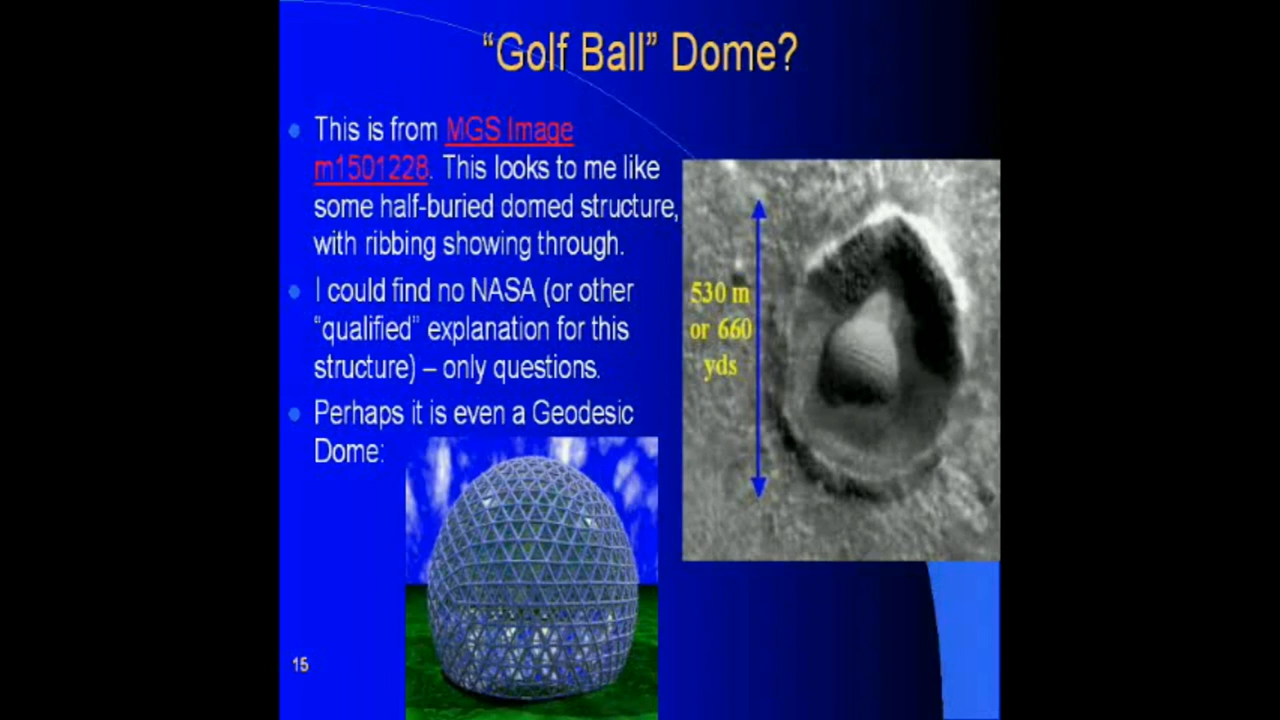 “Golf Ball” Dome?
This is from MGS Image
m1501228. This looks to me like
some half-buried domed structure,
with ribbing showing through.
I could find no NASA (or other
“qualified” explanation for this
structure) – only questions.
Perhaps it is even a Geodesic
Dome:
530 m
or 660
yds
15